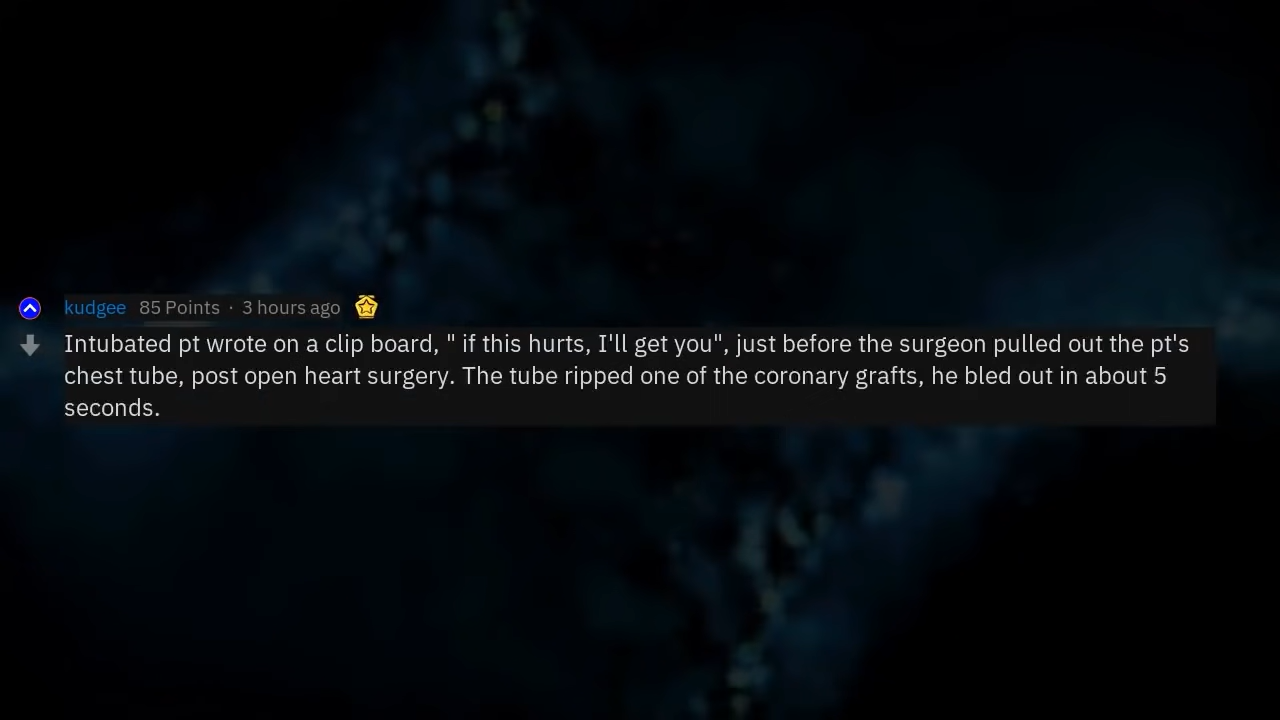 kudgee 85 Points · 3 hours ago
Intubated pt wrote on a clip board, " if this hurts, I'll get you", just before the surgeon pulled out the pt's
chest tube, post open heart surgery. The tube ripped one of the coronary grafts, he bled out in about 5
seconds.